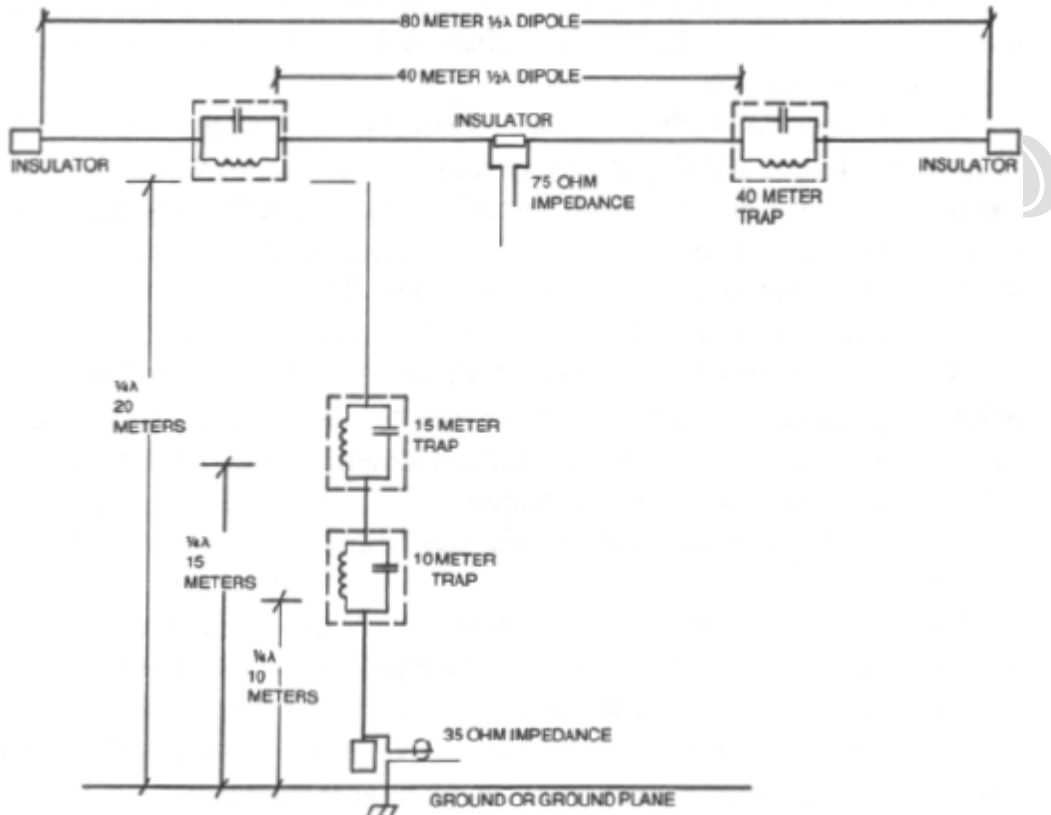 80 METER ½λ DIPOLE
40 METER ½λ DIPOLE
INSULATOR
INSULATOR
INSULATOR
75 OHM
IMPEDANCE
40 METER
TRAP
¼λ
20
METERS
15 METER
TRAP
¼λ
15
METERS
10 METER
TRAP
¼λ
10
METERS
35 OHM IMPEDANCE
GROUND OR GROUND PLANE